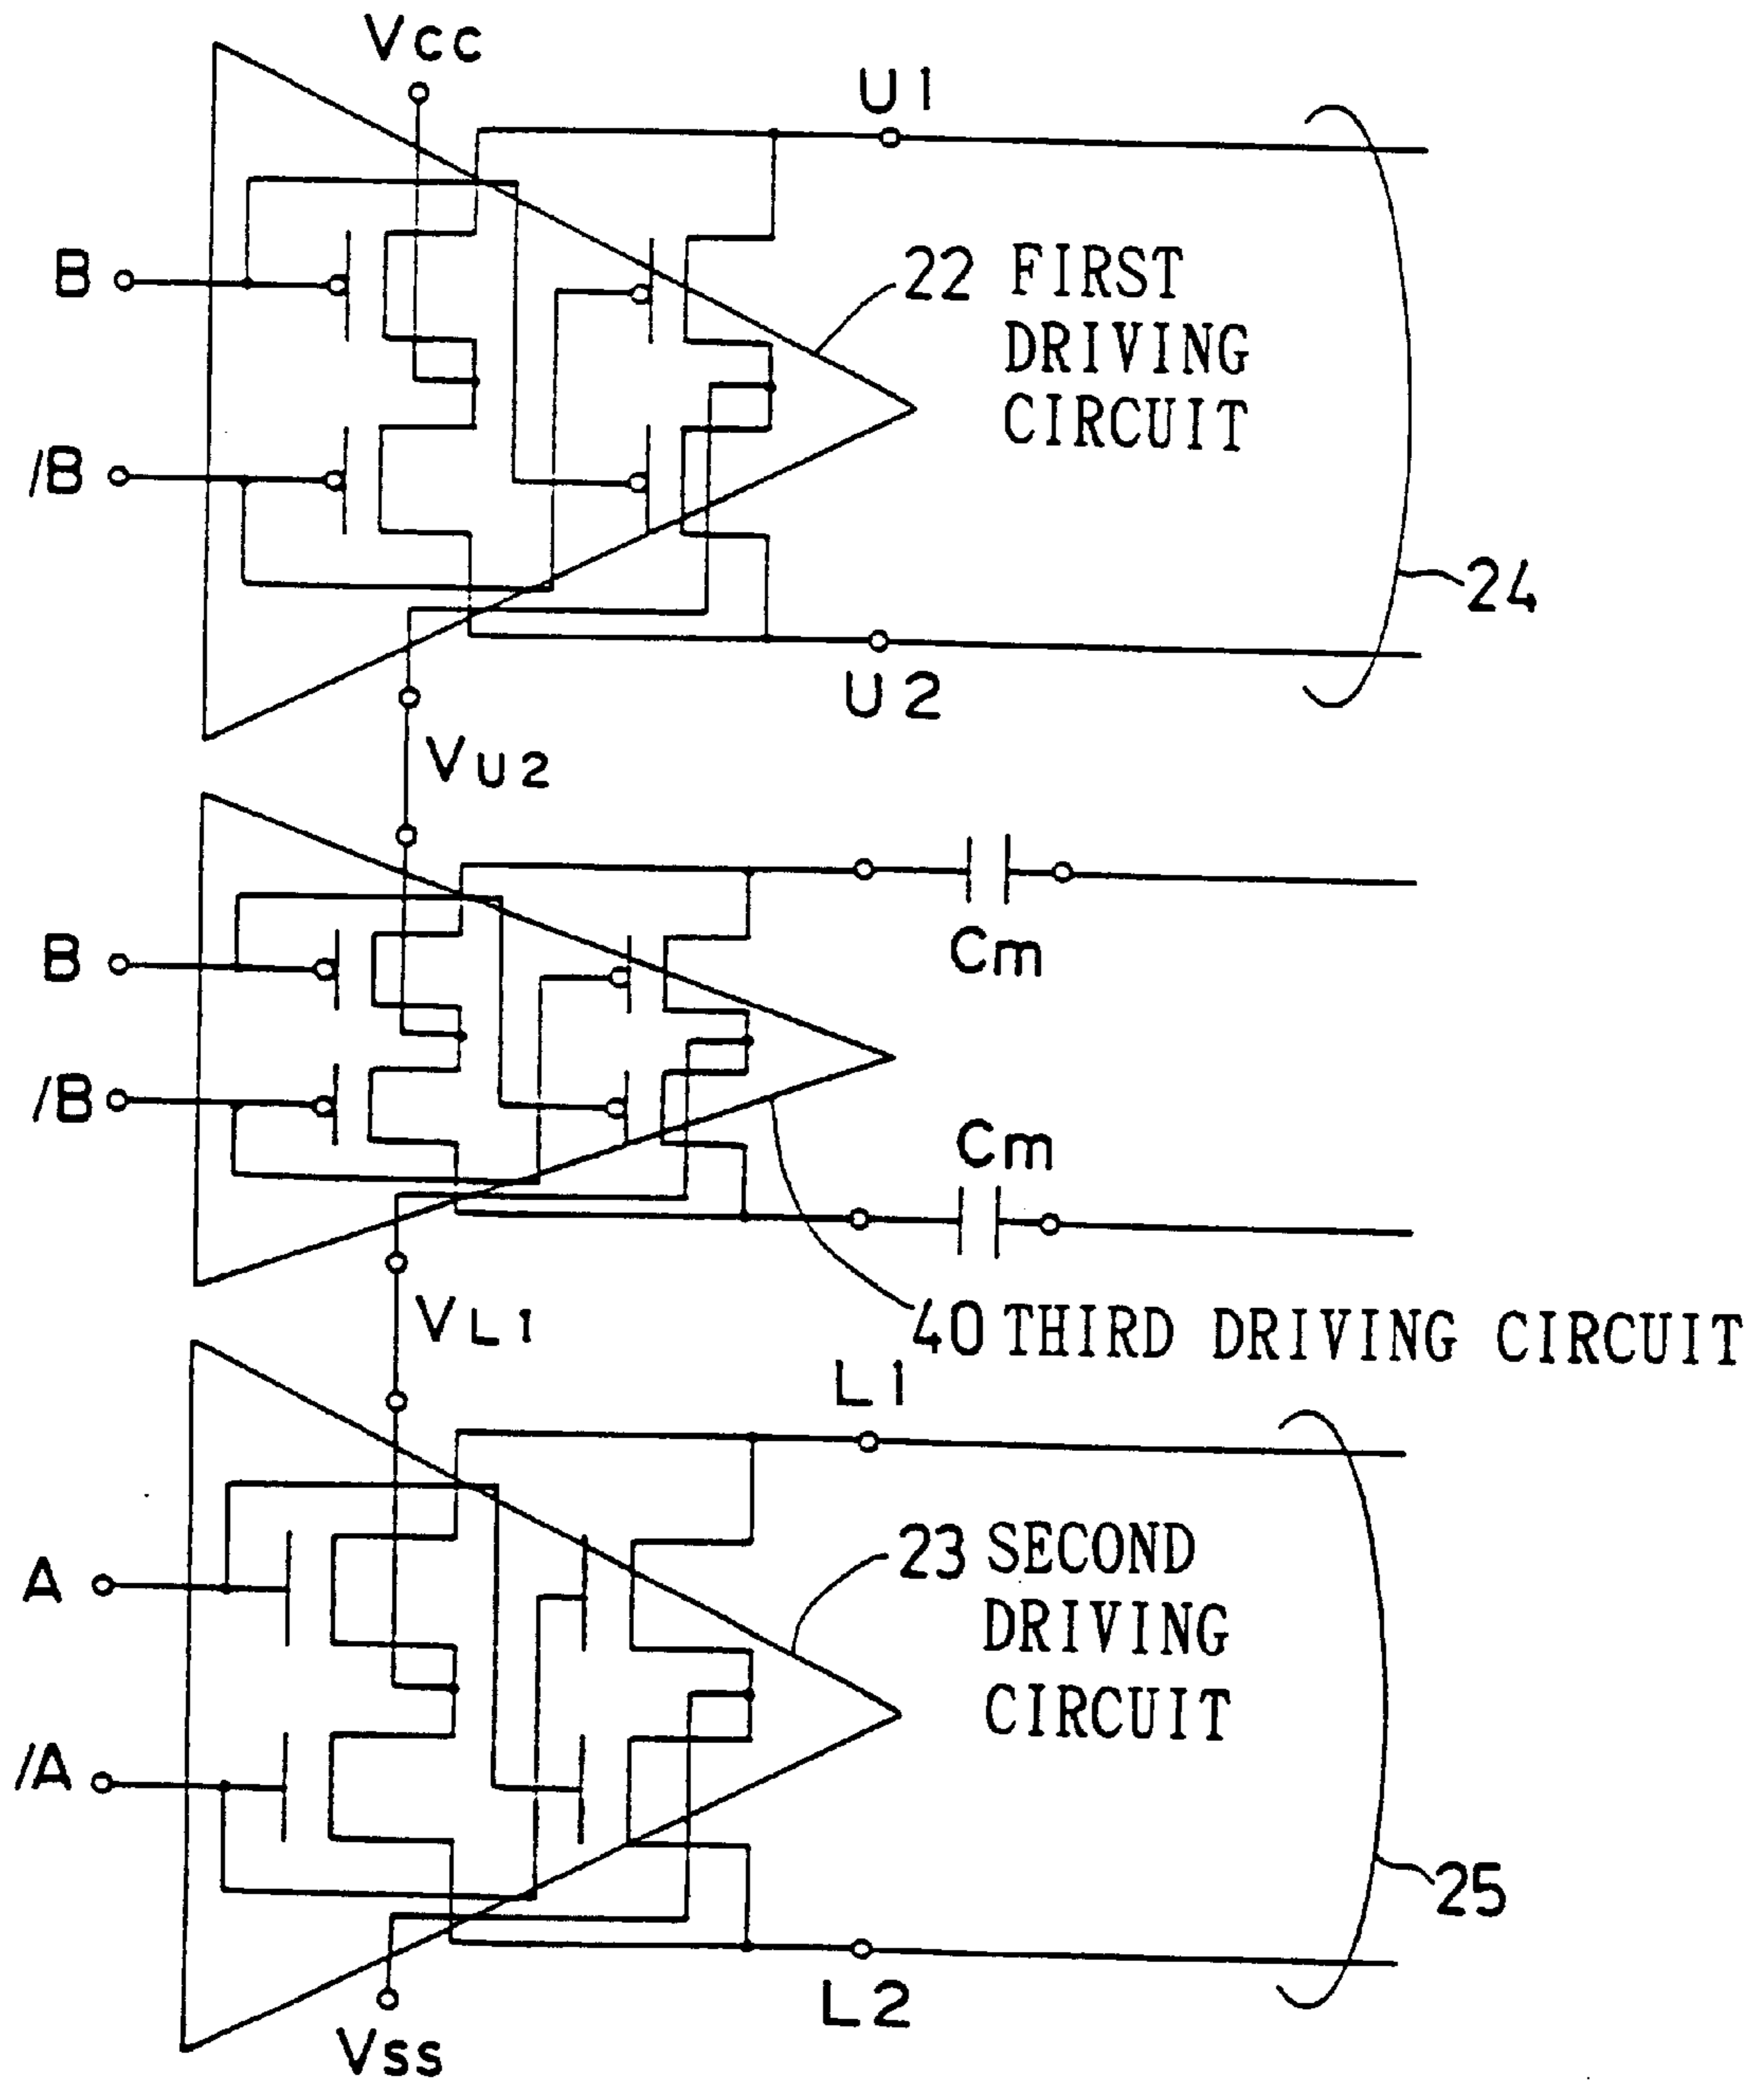 Vcc
U1
B
22 FIRST
DRIVING
CIRCUIT
/B
24
U2
VU2
B
Cm
/B
Cm
VL1
40 THIRD DRIVING CIRCUIT
L1
A
23 SECOND
DRIVING
CIRCUIT
/A
25
L2
Vss